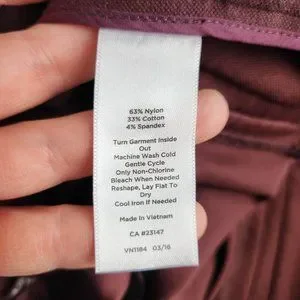 63% Nylon
33% Cotton
4% Spandex
Turn Garment Inside
Out
Machine Wash Cold
Gentle Cycle
Only Non-Chlorine
Bleach When Needed
Reshape, Lay Flat To
Dry
Cool Iron If Needed
Made In Vietnam
CA #23147
VN1184 03/16